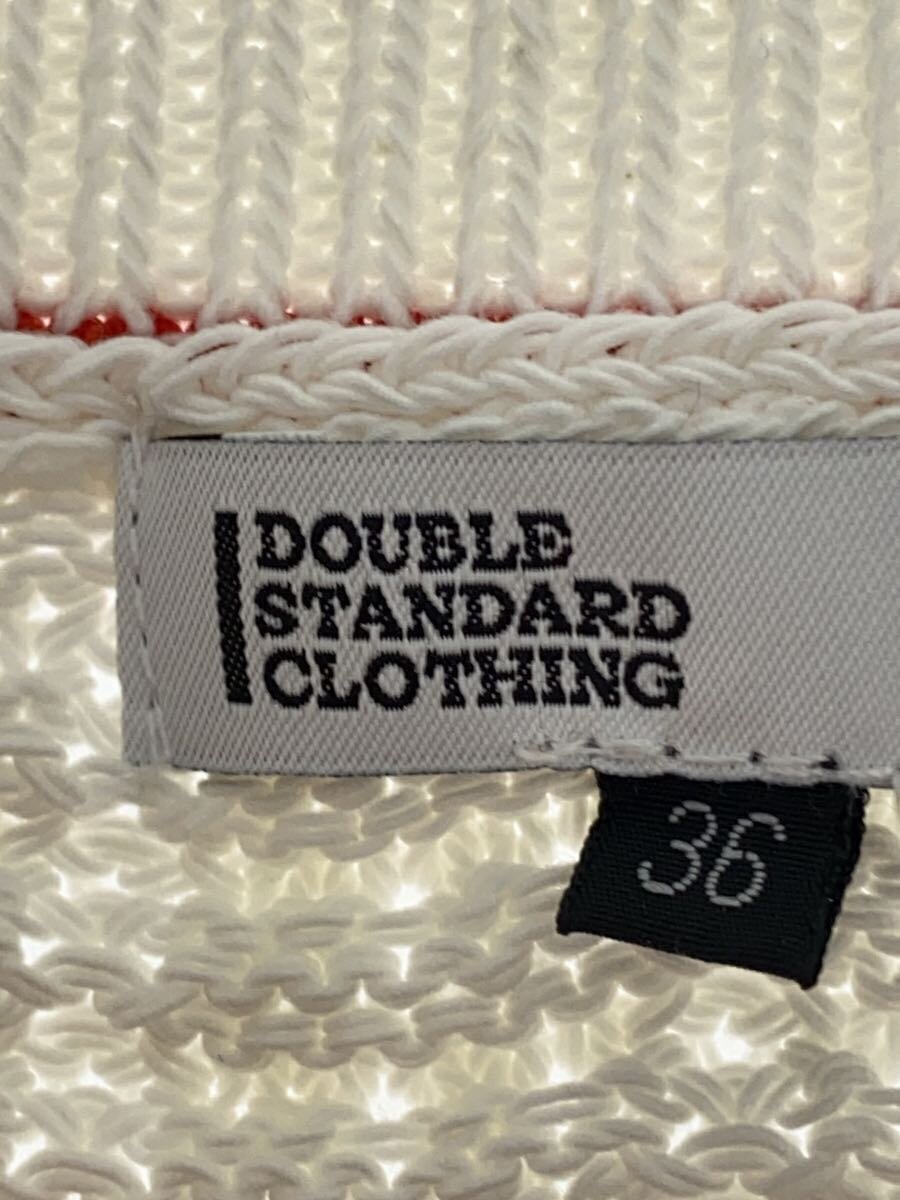 DOUBLE
STANDARD
CLOTHING
36